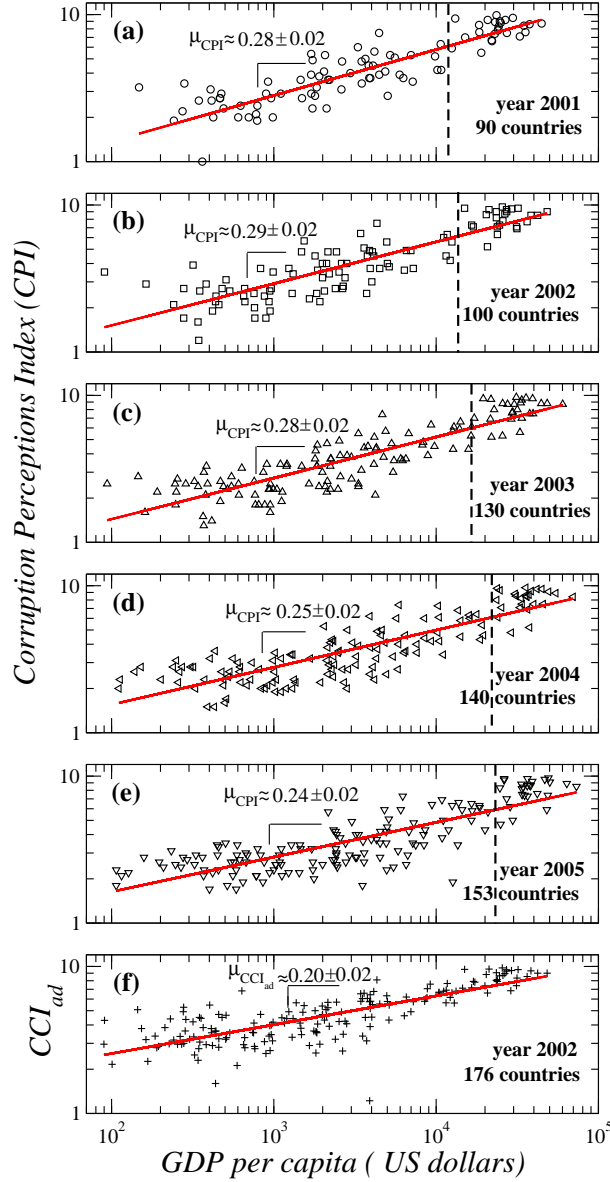 Corruption Perceptions Index (CPI)
10
(a)
μCPI≈0.28±0.02
year 2001
90 countries
1
10
(b)
μCPI≈0.29±0.02
year 2002
100 countries
1
10
(c)
μCPI≈0.28±0.02
year 2003
130 countries
1
10
(d)
μCPI≈0.25±0.02
year 2004
140 countries
1
10
(e)
μCPI≈0.24±0.02
year 2005
153 countries
1
CCIad
10
(f)
μCCIad≈0.20±0.02
year 2002
176 countries
1
10² 10³ 10⁴ 10⁵
GDP per capita ( US dollars)